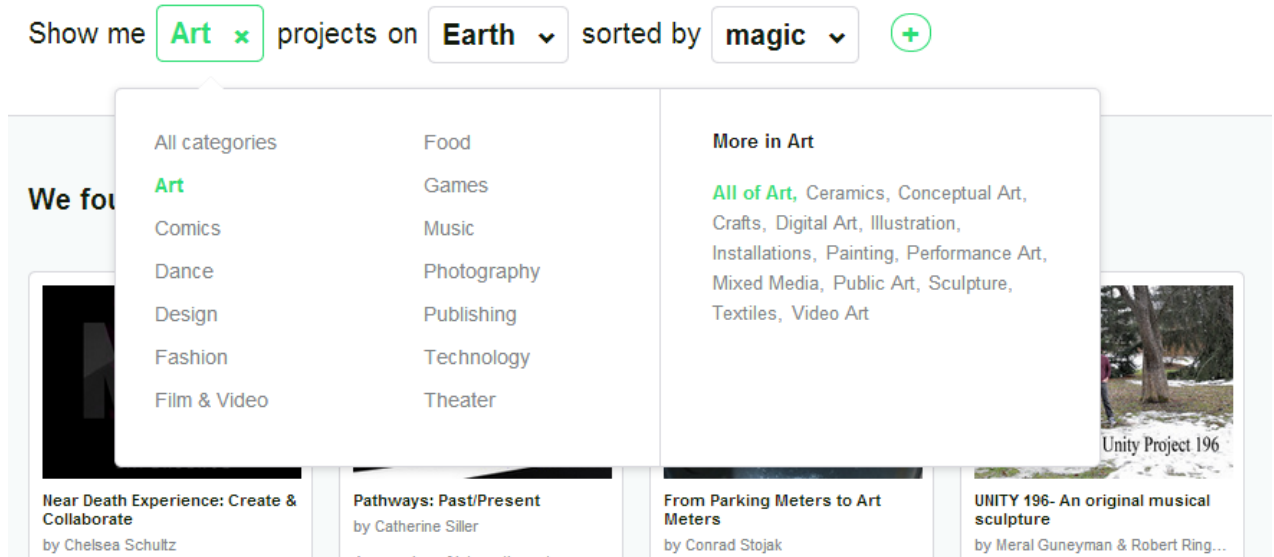 Show me Art × projects on Earth sorted by magic +
All categories
Art
Comics
Dance
Design
Fashion
Film & Video
Food
Games
Music
Photography
Publishing
Technology
Theater
More in Art
All of Art, Ceramics, Conceptual Art,
Crafts, Digital Art, Illustration,
Installations, Painting, Performance Art,
Mixed Media, Public Art, Sculpture,
Textiles, Video Art
We fou
Unity Project 196
Near Death Experience: Create &
Collaborate
by Chelsea Schultz
Pathways: Past/Present
by Catherine Siller
From Parking Meters to Art
Meters
by Conrad Stojak
UNITY 196- An original musical
sculpture
by Meral Guneyman & Robert Ring...